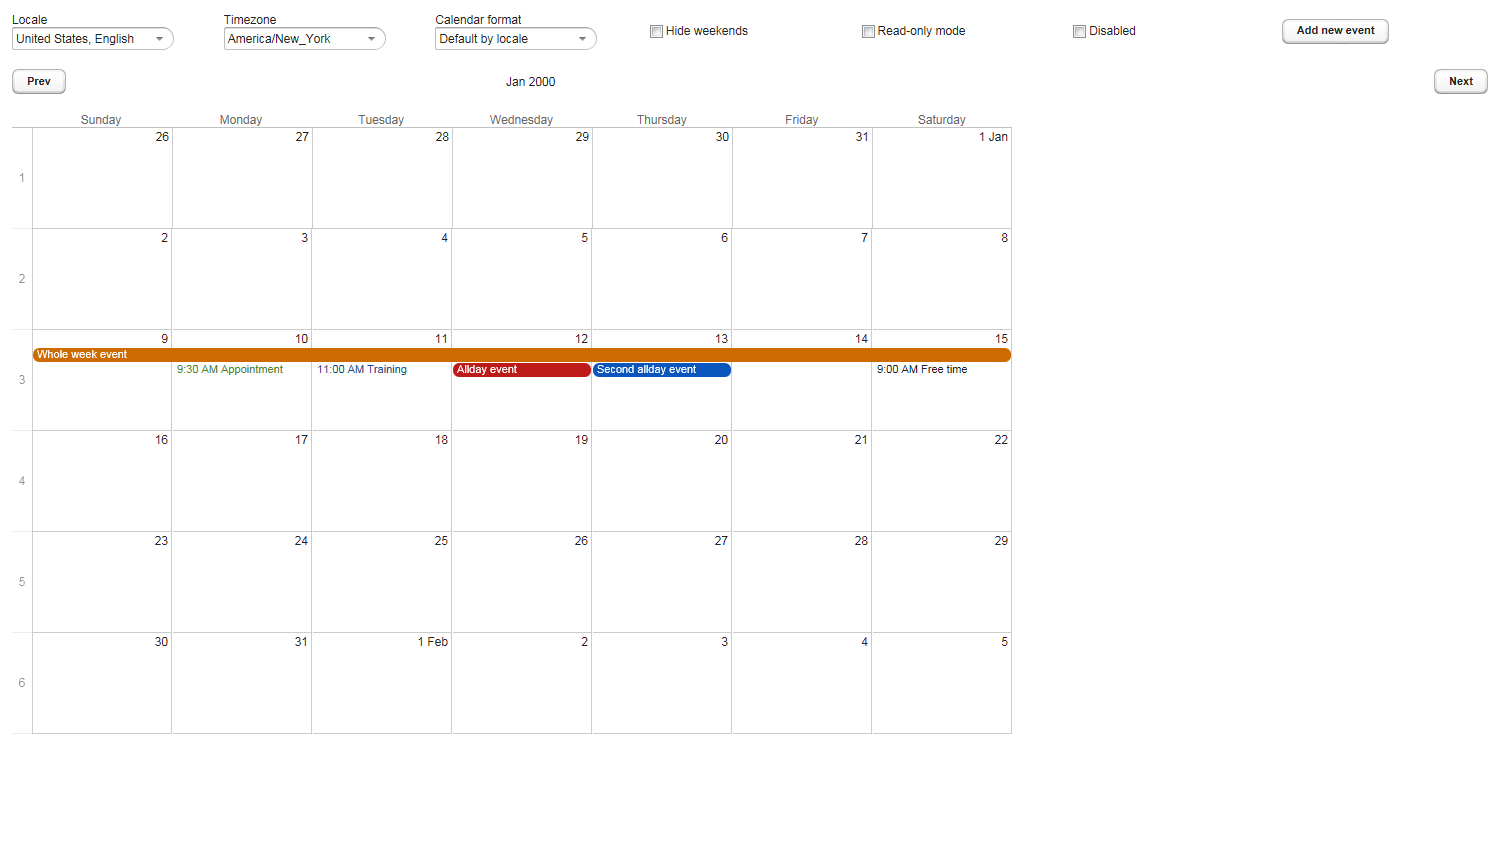 Locale
United States, English
Timezone
America/New_York
Calendar format
Default by locale
Hide weekends
Read-only mode
Disabled
Add new event
Prev
Jan 2000
Next
Sunday Monday Tuesday Wednesday Thursday Friday Saturday
26 27 28 29 30 31 1 Jan
1
2 3 4 5 6 7 8
2
9 10 11 12 13 14 15
Whole week event
9:30 AM Appointment 11:00 AM Training Allday event Second allday event 9:00 AM Free time
3
16 17 18 19 20 21 22
4
23 24 25 26 27 28 29
5
30 31 1 Feb 2 3 4 5
6